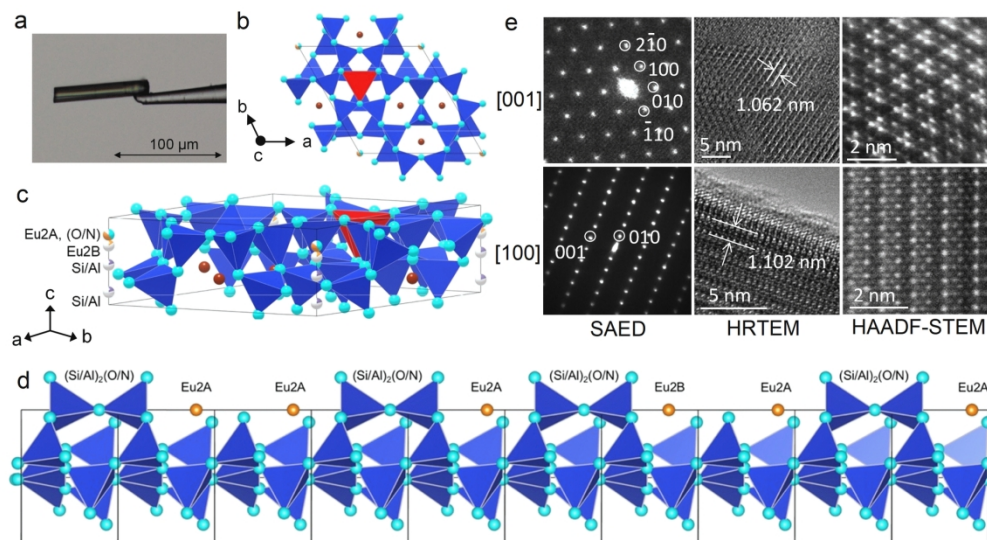 a
100 µm
b
b
c
a
c
Eu2A, (O/N)
Eu2B
Si/Al
Si/Al
c
a
b
d
(Si/Al)₂(O/N)
Eu2A
Eu2A
(Si/Al)₂(O/N)
Eu2A
(Si/Al)₂(O/N)
Eu2B
Eu2A
(Si/Al)₂(O/N)
Eu2A
e
[001]
21̄0
100
010
1̄10
1.062 nm
5 nm
2 nm
[100]
001
010
1.102 nm
5 nm
2 nm
SAED
HRTEM
HAADF-STEM